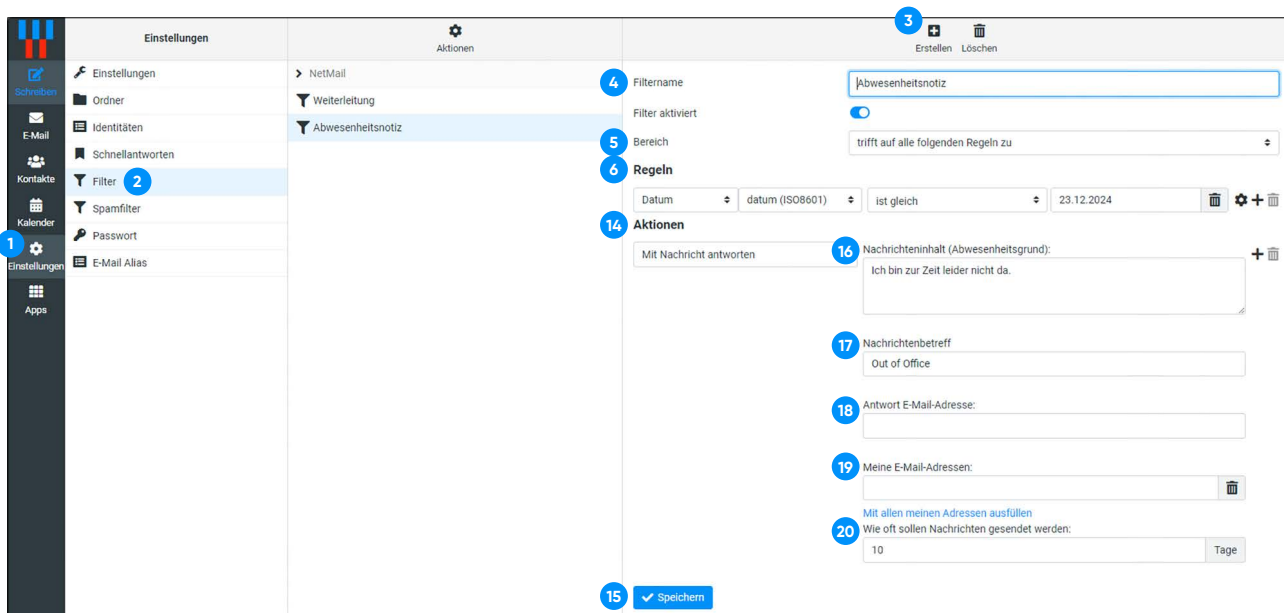 Schreiben
E-Mail
Kontakte
Kalender
1
Einstellungen
Apps
Einstellungen
Einstellungen
Ordner
Identitäten
Schnellantworten
Filter 2
Spamfilter
Passwort
E-Mail Alias
Aktionen
NetMail
Weiterleitung
Abwesenheitsnotiz
3
Erstellen Löschen
4 Filtername Abwesenheitsnotiz
Filter aktiviert
5 Bereich trifft auf alle folgenden Regeln zu
6 Regeln
Datum datum (ISO8601) ist gleich 23.12.2024
14 Aktionen
Mit Nachricht antworten
16 Nachrichteninhalt (Abwesenheitsgrund):
Ich bin zur Zeit leider nicht da.
17 Nachrichtenbetreff
Out of Office
18 Antwort E-Mail-Adresse:
19 Meine E-Mail-Adressen:
Mit allen meinen Adressen ausfüllen
20 Wie oft sollen Nachrichten gesendet werden:
10 Tage
15 Speichern